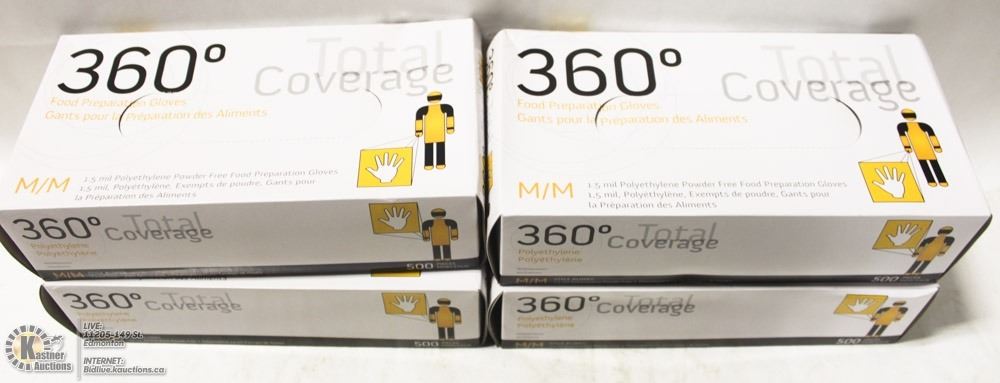 360° Total
Coverage
Food Preparation Gloves
Gants pour la Préparation des Aliments
M/M 1.5 mil Polyethylene Powder Free Food Preparation Gloves
1.5 mil, Polyéthylène, Exempts de poudre, Gants pour
la Préparation des Aliments
360° Total
Coverage
Polyethylene
Polyéthylène
M/M
500
360° Total
Coverage
Polyethylene
500
360° Total
Coverage
Food Preparation Gloves
Gants pour la Préparation des Aliments
M/M 1.5 mil Polyethylene Powder Free Food Preparation Gloves
1.5 mil, Polyéthylène, Exempts de poudre, Gants pour
la Préparation des Aliments
360° Total
Coverage
Polyethylene
Polyéthylène
M/M
500
360° Total
Coverage
Polyethylene
Polyéthylène
M/M
500
Kastner
Auctions
LIVE:
11205-149 St.
Edmonton
INTERNET:
Bidlive.kauctions.ca